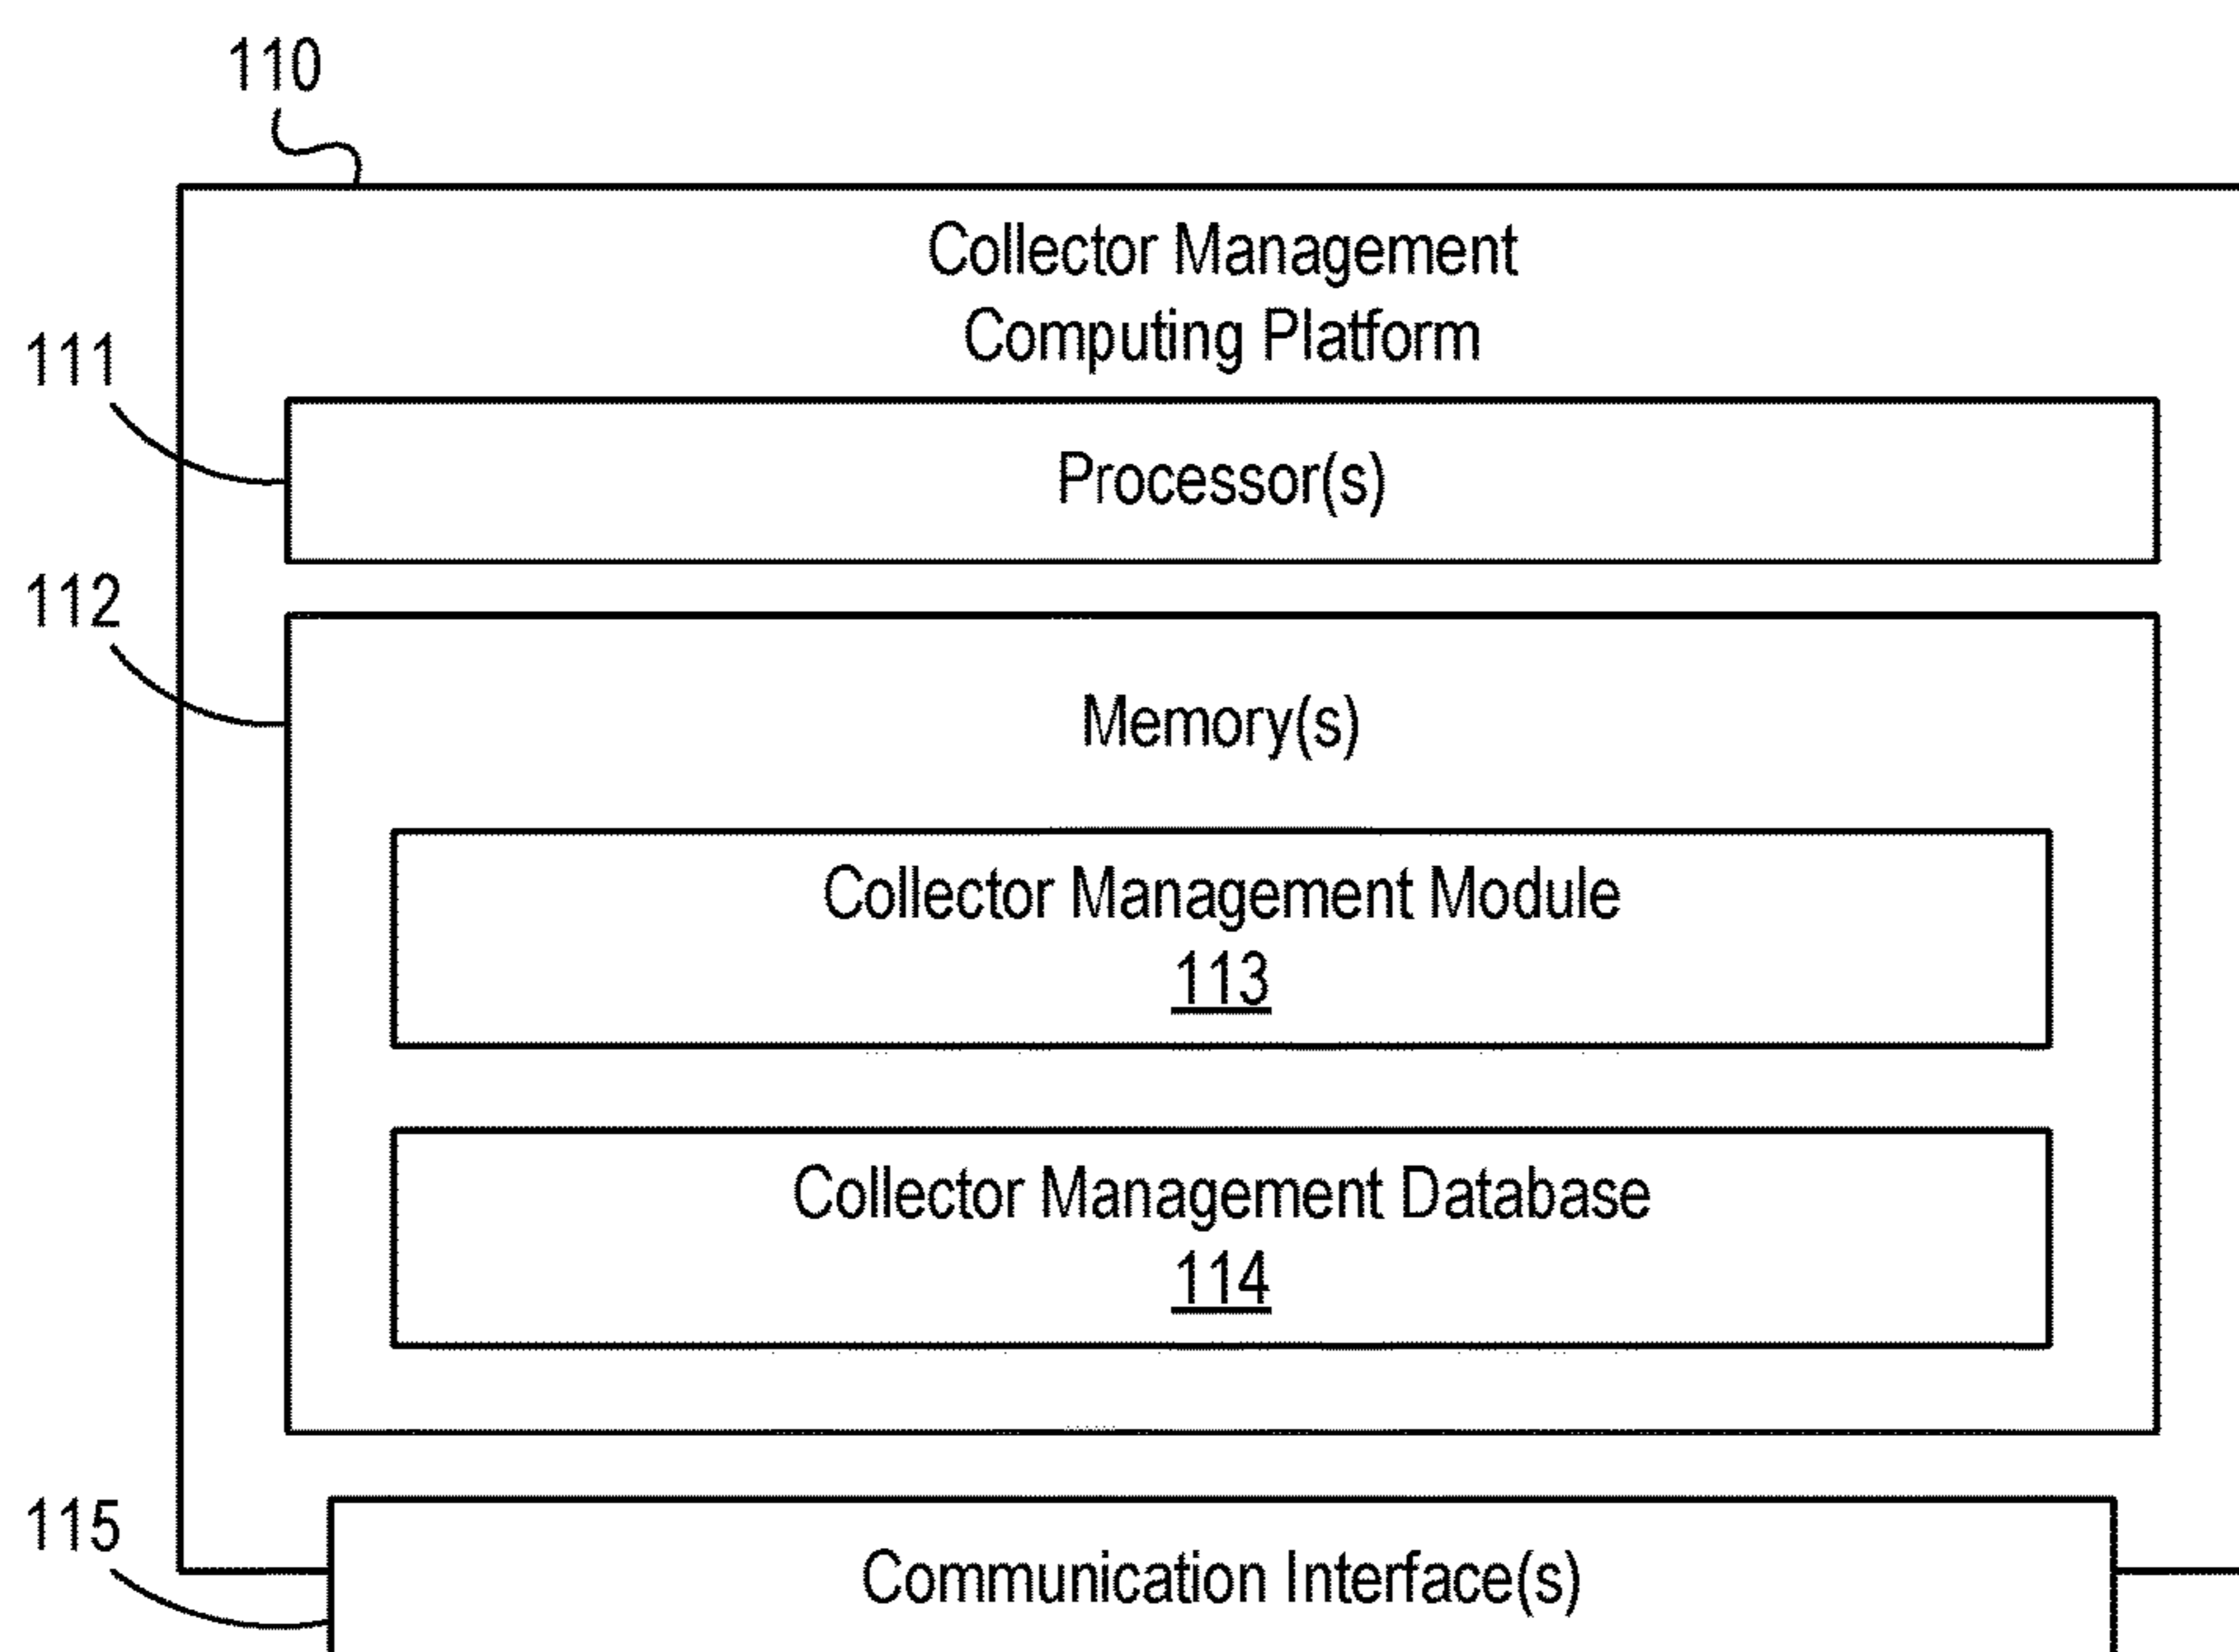 110
Collector Management
Computing Platform
111
Processor(s)
112
Memory(s)
Collector Management Module
113
Collector Management Database
114
115
Communication Interface(s)